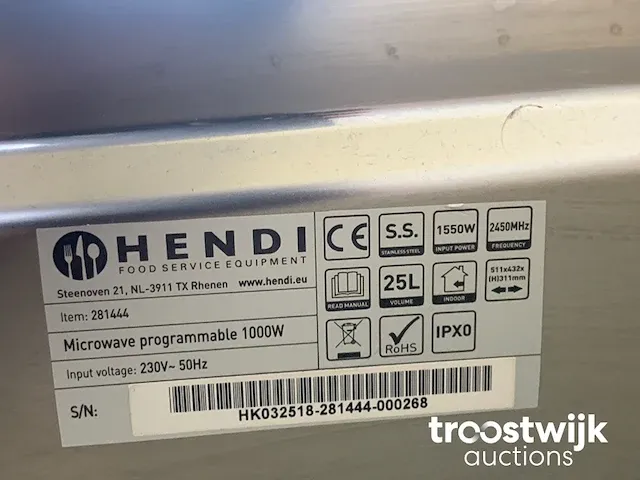 HENDI
FOOD SERVICE EQUIPMENT
Steenoven 21, NL-3911 TX Rhenen www.hendi.eu
Item: 281444
Microwave programmable 1000W
Input voltage: 230V~ 50Hz
S/N:
HK032518-281444-000268
CE
S.S.
STAINLESS STEEL
1550W
INPUT POWER
2450MHz
FREQUENCY
READ MANUAL
25L
VOLUME
INDOOR
511x432x
(H)311mm
RoHS
IPX0
troostwijk
auctions